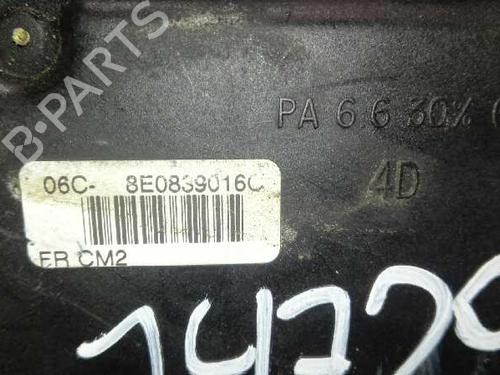 B-PARTS
PA 6.6 30%
06C- 8E0839016C
4D
ER CM2